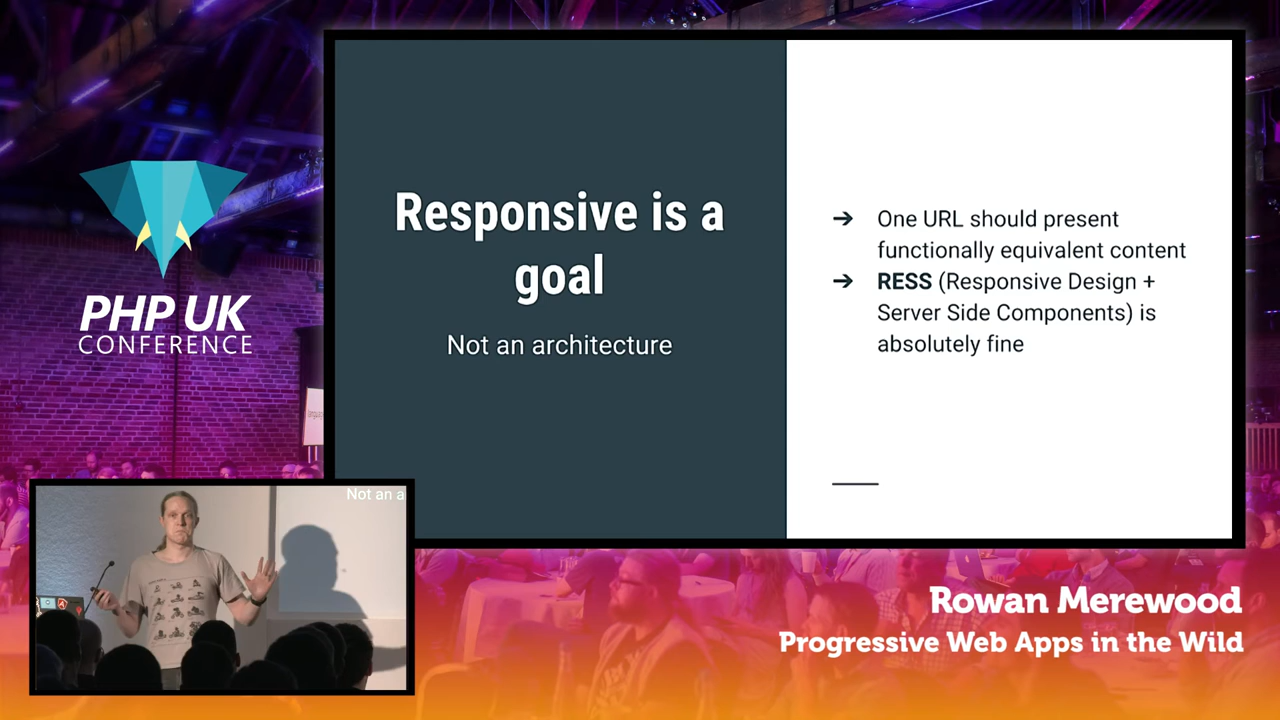 PHP UK
CONFERENCE
Responsive is a
goal
Not an architecture
➔ One URL should present
functionally equivalent content
➔ RESS (Responsive Design +
Server Side Components) is
absolutely fine
Not an a
Rowan Merewood
Progressive Web Apps in the Wild